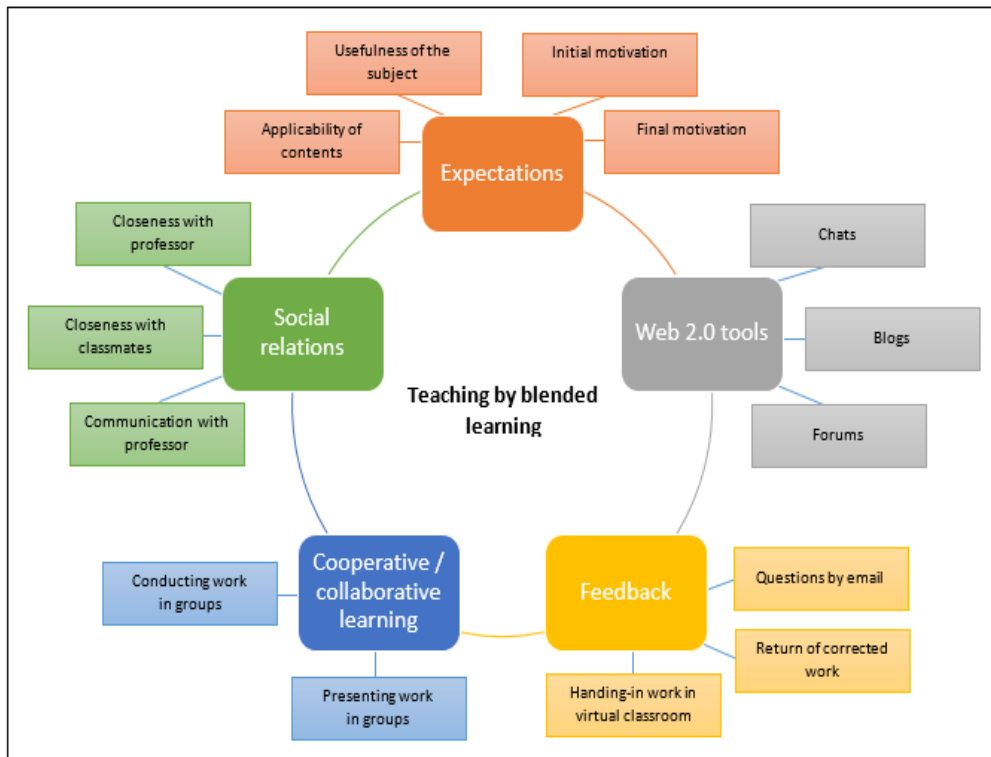 Usefulness of the
subject
Initial motivation
Applicability of
contents
Final motivation
Expectations
Closeness with
professor
Chats
Social
relations
Web 2.0 tools
Closeness with
classmates
Blogs
Teaching by blended
learning
Communication with
professor
Forums
Cooperative /
collaborative
learning
Feedback
Conducting work
in groups
Questions by email
Return of corrected
work
Presenting work
in groups
Handing-in work in
virtual classroom